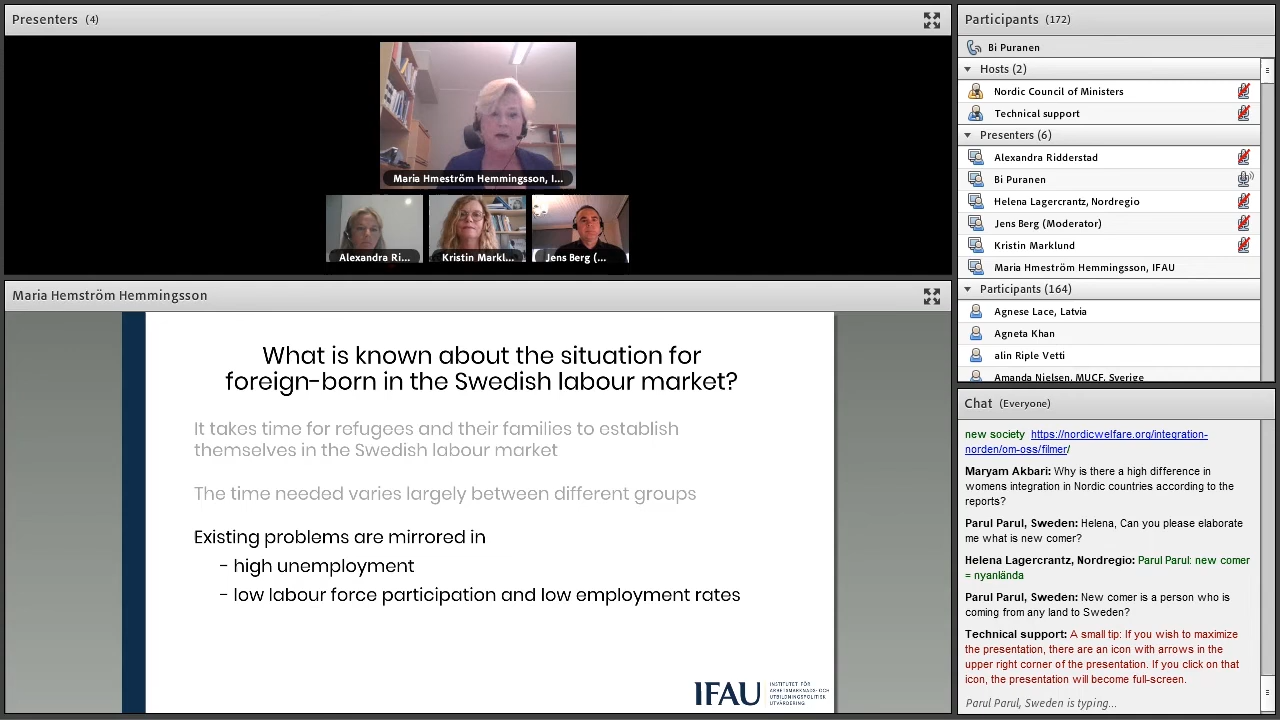 Presenters (4)
Maria Hmeström Hemmingsson, I...
Alexandra Ri...
Kristin Markl...
Jens Berg (...
Maria Hemström Hemmingsson
What is known about the situation for
foreign-born in the Swedish labour market?
It takes time for refugees and their families to establish
themselves in the Swedish labour market
The time needed varies largely between different groups
Existing problems are mirrored in
- high unemployment
- low labour force participation and low employment rates
IFAU
INSTITUTET FÖR
ARBETSMARKNADS- OCH
UTBILDNINGSPOLITISK
UTVÄRDERING
Participants (172)
Bi Puranen
Hosts (2)
Nordic Council of Ministers
Technical support
Presenters (6)
Alexandra Ridderstad
Bi Puranen
Helena Lagercrantz, Nordregio
Jens Berg (Moderator)
Kristin Marklund
Maria Hmeström Hemmingsson, IFAU
Participants (164)
Agnese Lace, Latvia
Agneta Khan
alin Riple Vetti
Amanda Nielsen, MUCF, Sverige
Chat (Everyone)
new society https://nordicwelfare.org/integration-
norden/om-oss/filmer/
Maryam Akbari: Why is there a high difference in
womens integration in Nordic countries according to the
reports?
Parul Parul, Sweden: Helena, Can you please elaborate
me what is new comer?
Helena Lagercrantz, Nordregio: Parul Parul: new comer
= nyanlända
Parul Parul, Sweden: New comer is a person who is
coming from any land to Sweden?
Technical support: A small tip: If you wish to maximize
the presentation, there are an icon with arrows in the
upper right corner of the presentation. If you click on that
icon, the presentation will become full-screen.
Parul Parul, Sweden is typing...